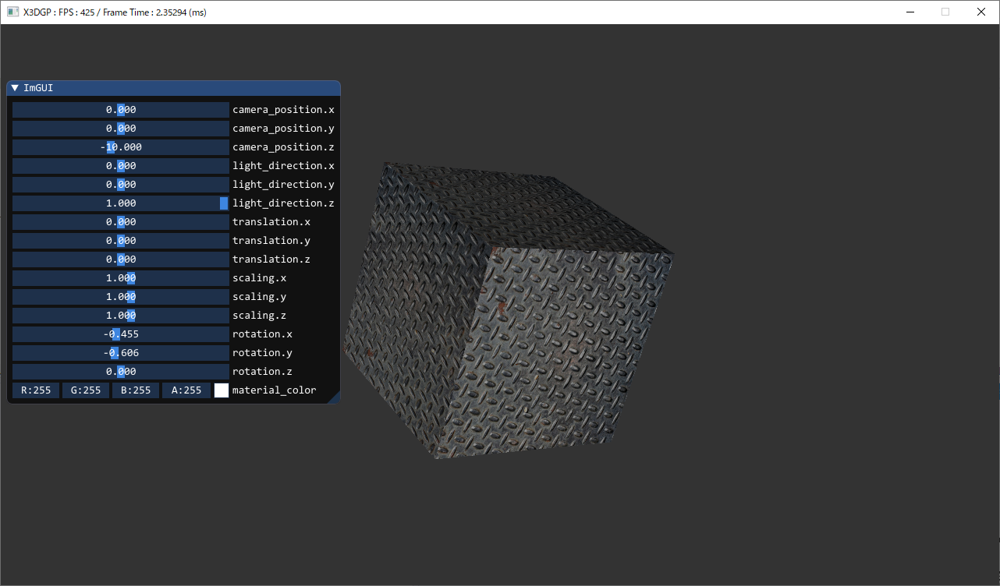 X3DGP : FPS : 425 / Frame Time : 2.35294 (ms)
ImGUI
0.000 camera_position.x
0.000 camera_position.y
-10.000 camera_position.z
0.000 light_direction.x
0.000 light_direction.y
1.000 light_direction.z
0.000 translation.x
0.000 translation.y
0.000 translation.z
1.000 scaling.x
1.000 scaling.y
1.000 scaling.z
-0.455 rotation.x
-0.606 rotation.y
0.000 rotation.z
R:255 G:255 B:255 A:255 material_color